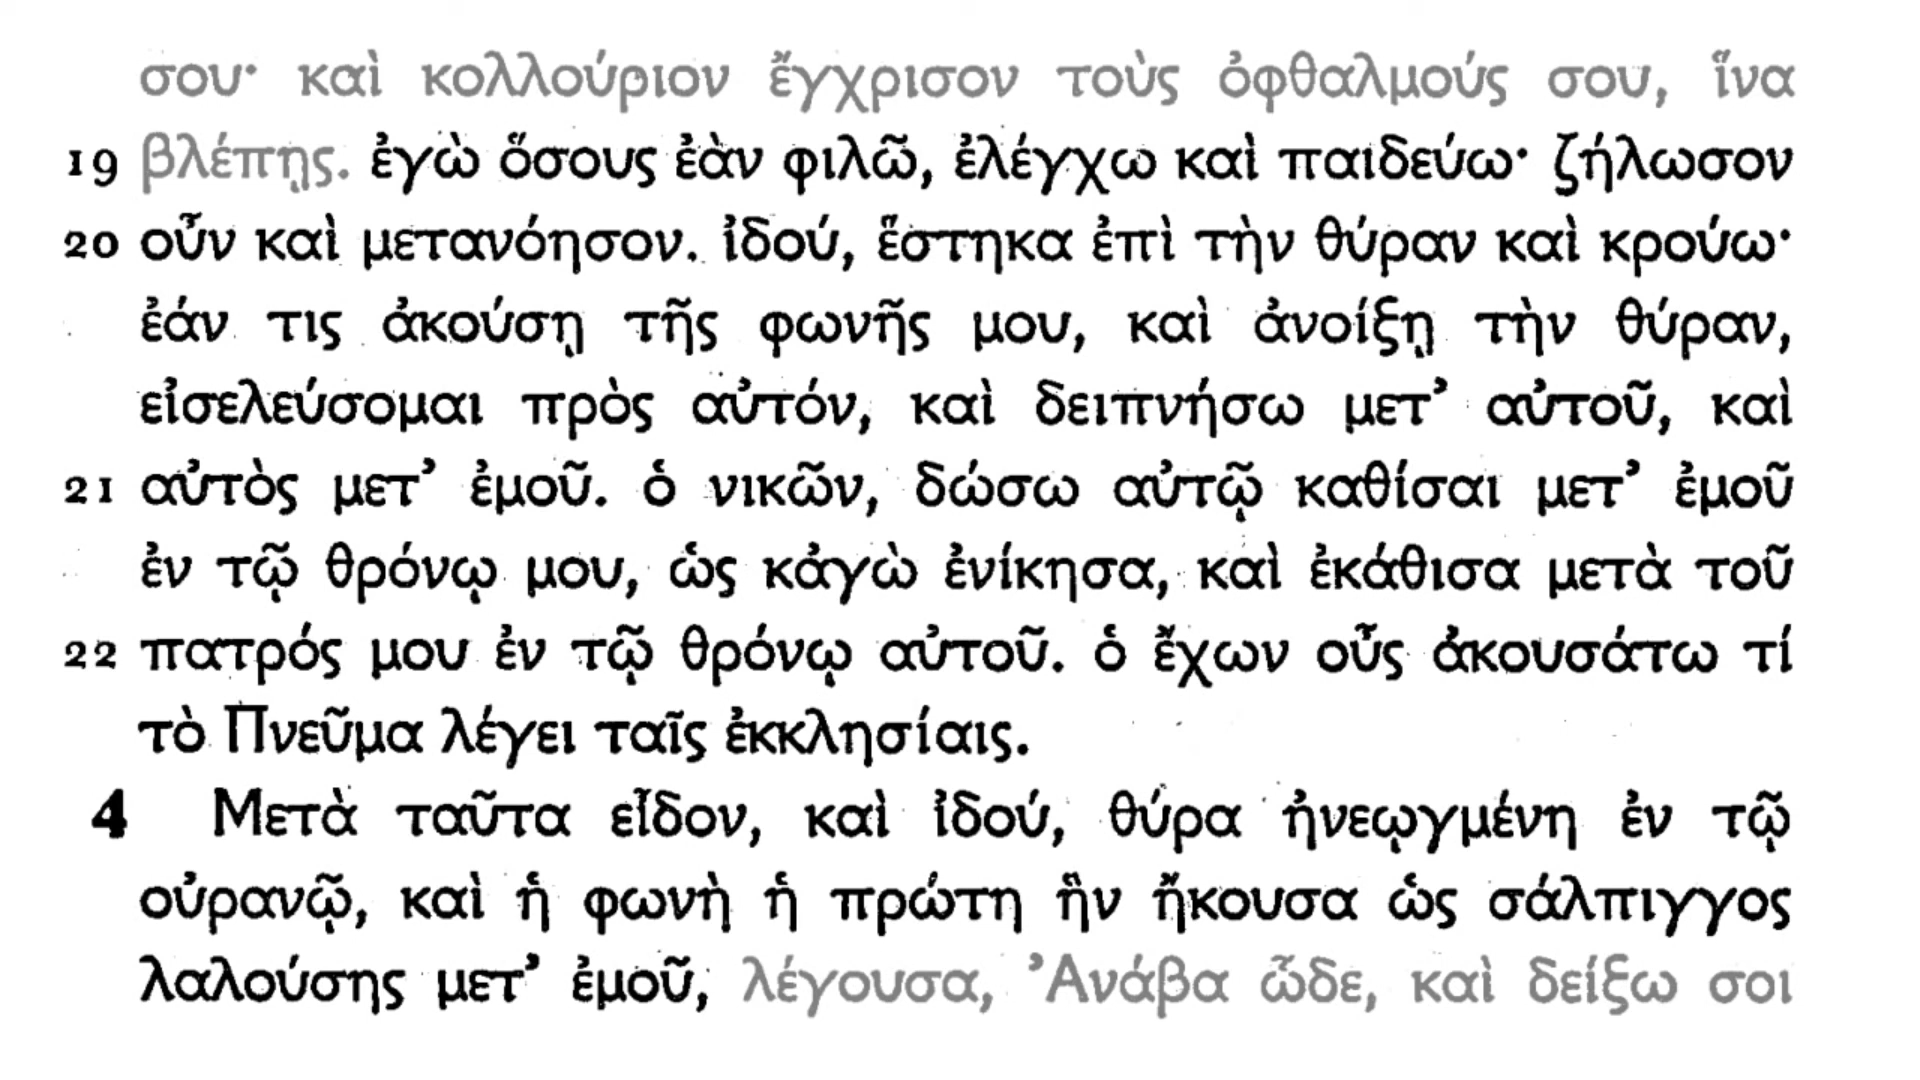 σου· καὶ κολλούριον ἔγχρισον τοὺς ὀφθαλμούς σου, ἵνα
19 βλέπῃς. ἐγὼ ὅσους ἐὰν φιλῶ, ἐλέγχω καὶ παιδεύω· ζήλωσον
20 οὖν καὶ μετανόησον. ἰδού, ἕστηκα ἐπὶ τὴν θύραν καὶ κρούω·
ἐάν τις ἀκούσῃ τῆς φωνῆς μου, καὶ ἀνοίξῃ τὴν θύραν,
εἰσελεύσομαι πρὸς αὐτόν, καὶ δειπνήσω μετ’ αὐτοῦ, καὶ
21 αὐτὸς μετ’ ἐμοῦ. ὁ νικῶν, δώσω αὐτῷ καθίσαι μετ’ ἐμοῦ
ἐν τῷ θρόνῳ μου, ὡς κἀγὼ ἐνίκησα, καὶ ἐκάθισα μετὰ τοῦ
22 πατρός μου ἐν τῷ θρόνῳ αὐτοῦ. ὁ ἔχων οὖς ἀκουσάτω τί
τὸ Πνεῦμα λέγει ταῖς ἐκκλησίαις.
4 Μετὰ ταῦτα εἶδον, καὶ ἰδού, θύρα ἠνεῳγμένη ἐν τῷ
οὐρανῷ, καὶ ἡ φωνὴ ἡ πρώτη ἣν ἤκουσα ὡς σάλπιγγος
λαλούσης μετ’ ἐμοῦ, λέγουσα, Ἀνάβα ὧδε, καὶ δείξω σοι